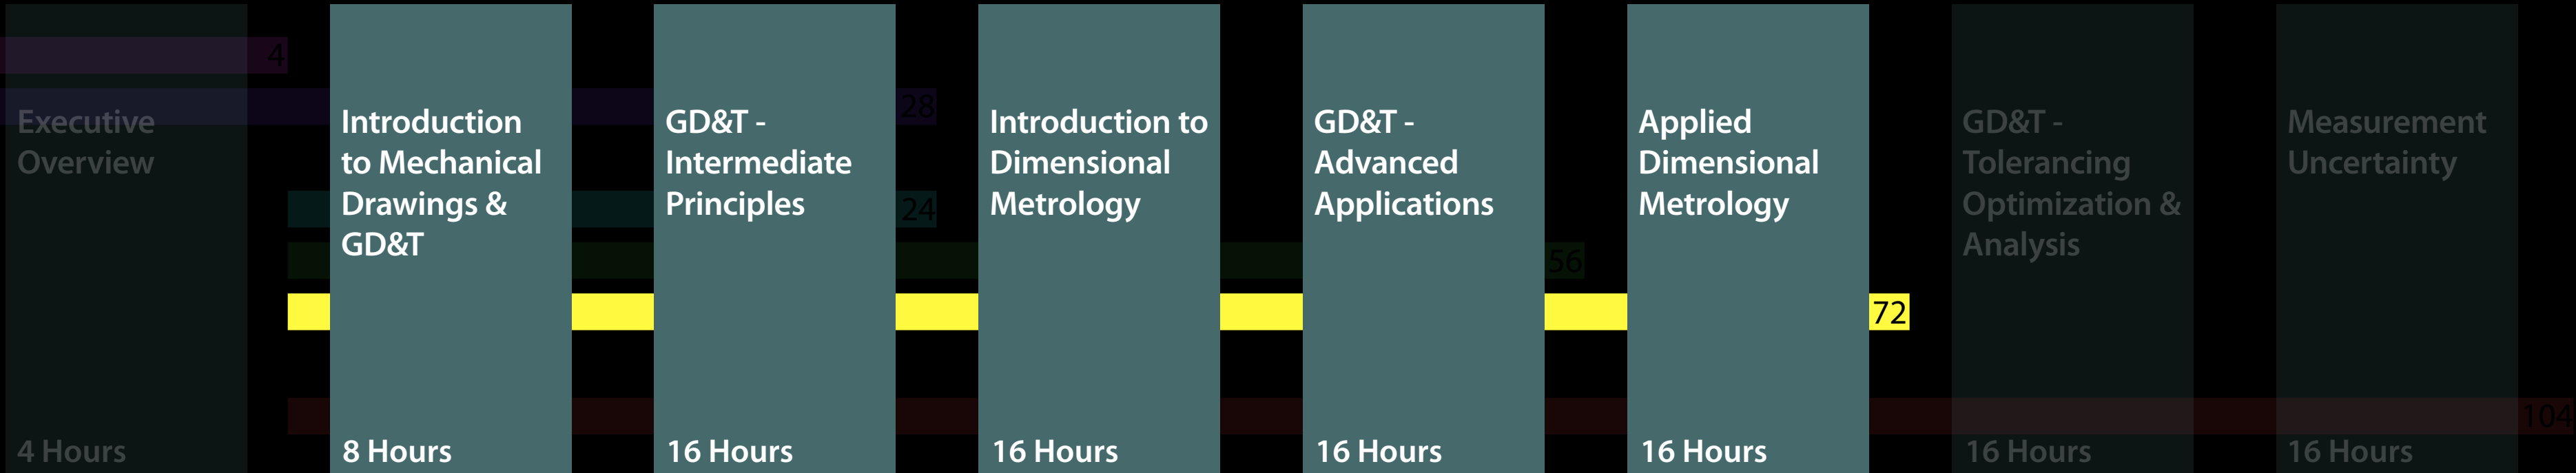 4
28
24
56
72
104
Executive
Overview
4 Hours
Introduction
to Mechanical
Drawings &
GD&T
8 Hours
GD&T -
Intermediate
Principles
16 Hours
Introduction to
Dimensional
Metrology
16 Hours
GD&T -
Advanced
Applications
16 Hours
Applied
Dimensional
Metrology
16 Hours
GD&T -
Tolerancing
Optimization &
Analysis
16 Hours
Measurement
Uncertainty
16 Hours